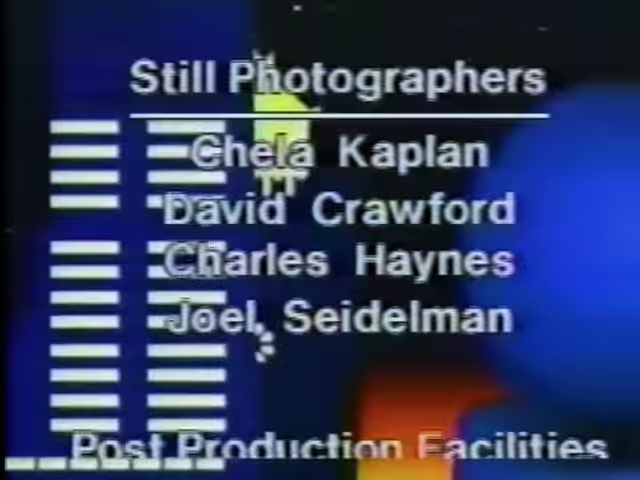 Still Photographers
Chela Kaplan
David Crawford
Charles Haynes
Joel Seidelman
Post Production Facilities